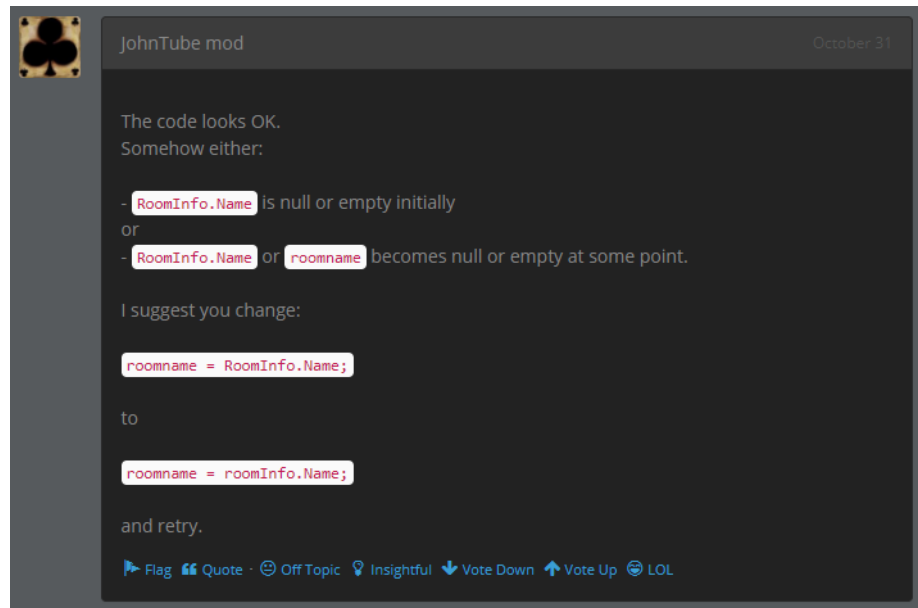 JohnTube mod October 31
The code looks OK.
Somehow either:
- RoomInfo.Name is null or empty initially
or
- RoomInfo.Name or roomname becomes null or empty at some point.
I suggest you change:
roomname = RoomInfo.Name;
to
roomname = roomInfo.Name;
and retry.
Flag Quote · Off Topic Insightful Vote Down Vote Up LOL